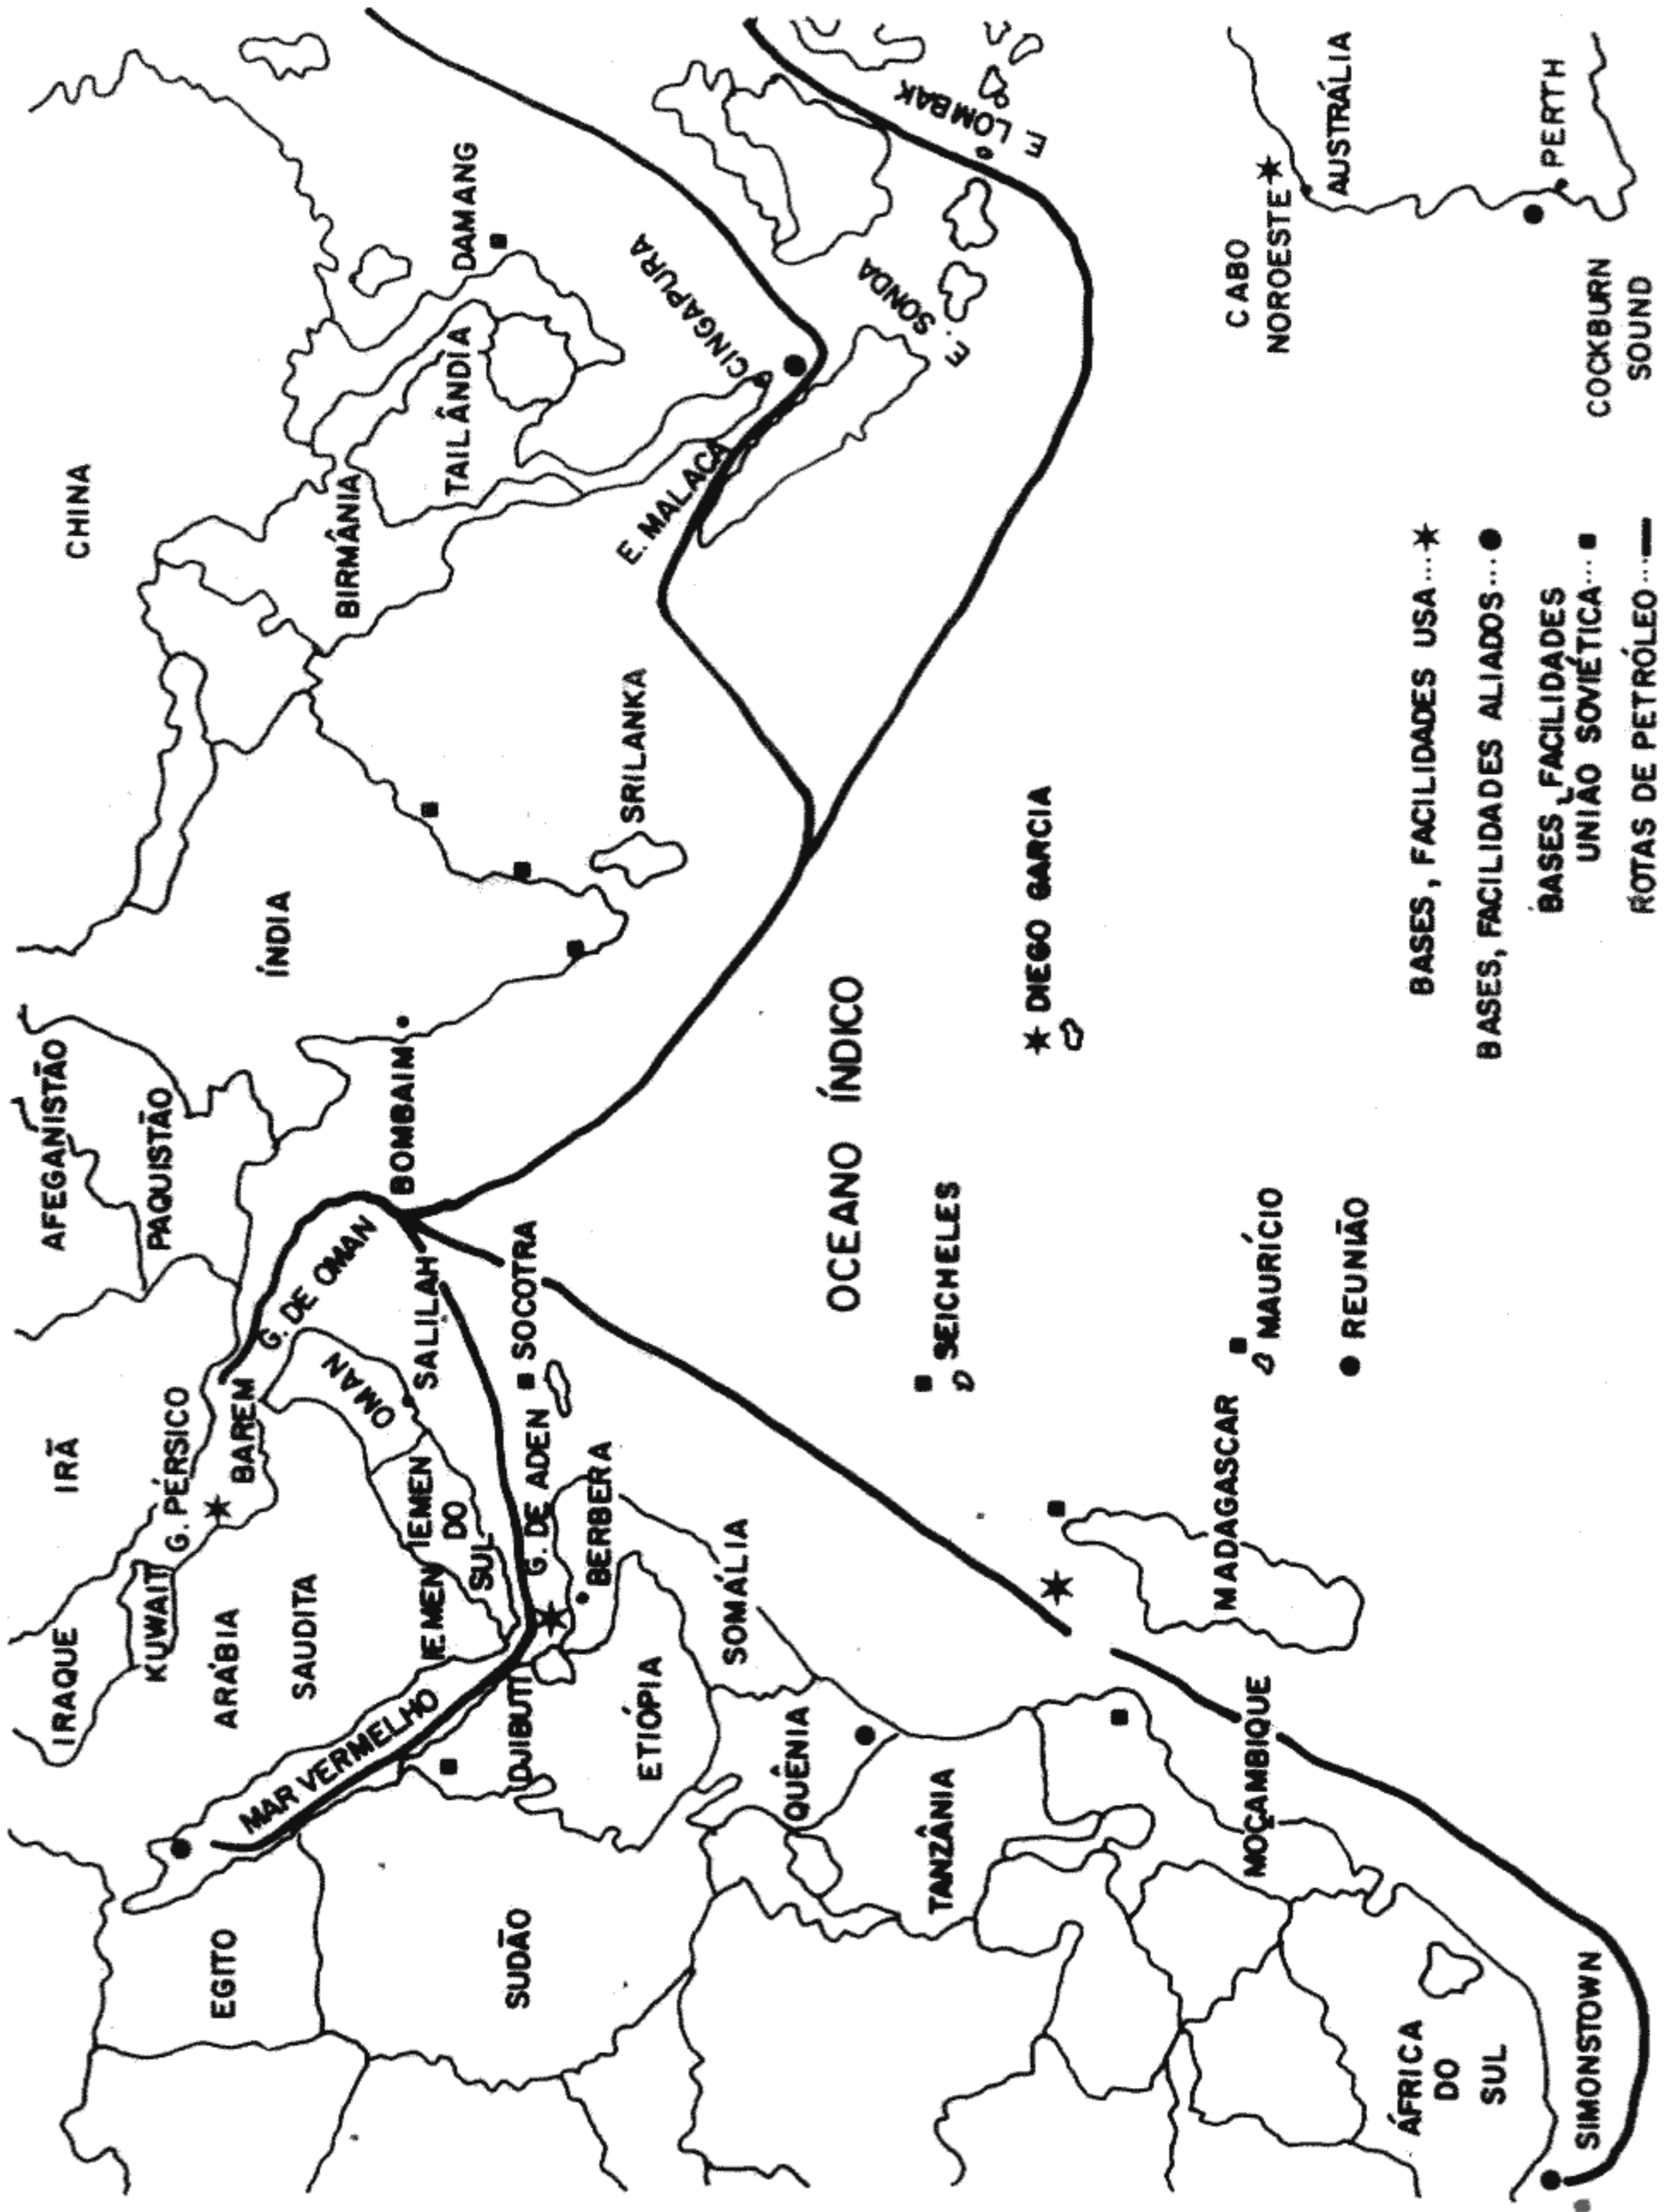 CHINA
AFEGANISTÃO
IRÃ
IRAQUE
PAQUISTÃO
G. PÉRSICO
KUWAIT
BAREM
ARÁBIA
SAUDITA
EGITO
ÍNDIA
BIRMÂNIA
TAILÂNDIA
DAMANG
G. DE OMAN
OMAN
BOMBAIM
SALILAH
IEMEN
DO
SUL
IEMEN
MAR VERMELHO
SOCOTRA
G. DE ADEN
BERBERA
DJIBUTI
SUDÃO
ETIÓPIA
SOMÁLIA
SRILANKA
E. MALACA
CINGAPURA
E. SONDA
E LOMBAK
QUÊNIA
OCEANO ÍNDICO
SEICHELES
TANZÂNIA
DIEGO GARCIA
MADAGASCAR
MAURÍCIO
REUNIÃO
MOÇAMBIQUE
CABO
NOROESTE
AUSTRÁLIA
PERTH
COCKBURN
SOUND
ÁFRICA
DO
SUL
SIMONSTOWN
BASES, FACILIDADES USA...
BASES, FACILIDADES ALIADOS...
BASES, FACILIDADES
UNIÃO SOVIÉTICA...
ROTAS DE PETRÓLEO...